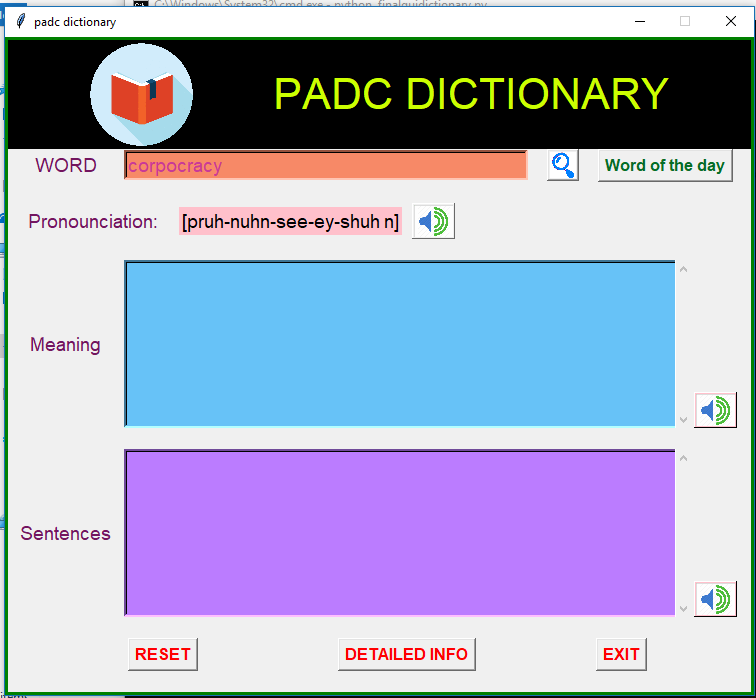 C:\Windows\System32\cmd.exe - python finalguidictionary.py
padc dictionary
PADC DICTIONARY
WORD
corpocracy
Word of the day
Pronounciation:
[pruh-nuhn-see-ey-shuh n]
Meaning
Sentences
RESET
DETAILED INFO
EXIT